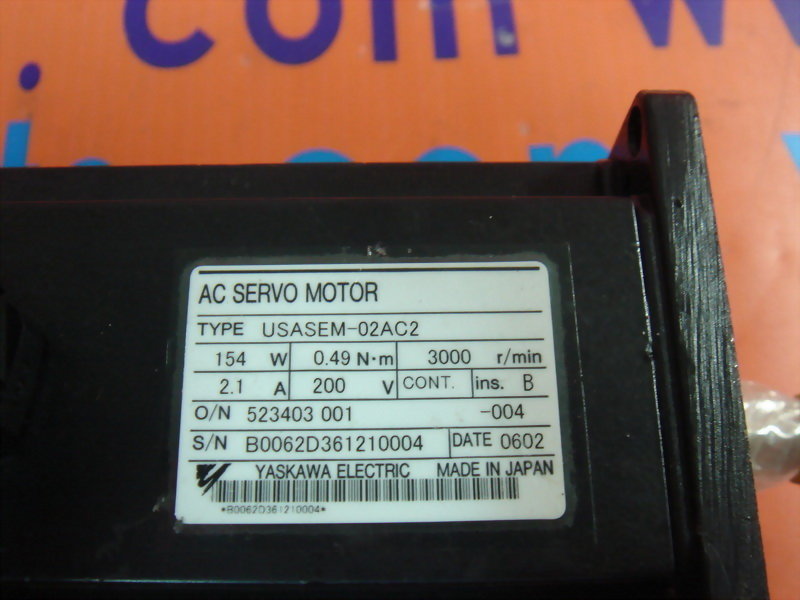 .com
AC SERVO MOTOR
TYPE USASEM-02AC2
154 W 0.49 N·m 3000 r/min
2.1 A 200 V CONT. ins. B
O/N 523403 001 -004
S/N B0062D361210004 DATE 0602
YASKAWA ELECTRIC MADE IN JAPAN
*B0062D361210004*